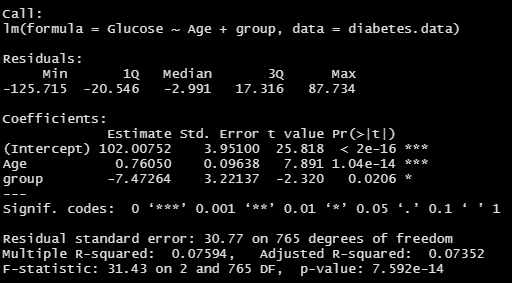 Call:
lm(formula = Glucose ~ Age + group, data = diabetes.data)
Residuals:
     Min       1Q   Median       3Q      Max
-125.715  -20.546   -2.991   17.316   87.734
Coefficients:
             Estimate Std. Error t value Pr(>|t|)
(Intercept) 102.00752    3.95100  25.818  < 2e-16 ***
Age           0.76050    0.09638   7.891 1.04e-14 ***
group        -7.47264    3.22137  -2.320   0.0206 *
---
Signif. codes:  0 ‘***’ 0.001 ‘**’ 0.01 ‘*’ 0.05 ‘.’ 0.1 ‘ ’ 1
Residual standard error: 30.77 on 765 degrees of freedom
Multiple R-squared:  0.07594,   Adjusted R-squared:  0.07352
F-statistic: 31.43 on 2 and 765 DF,  p-value: 7.592e-14